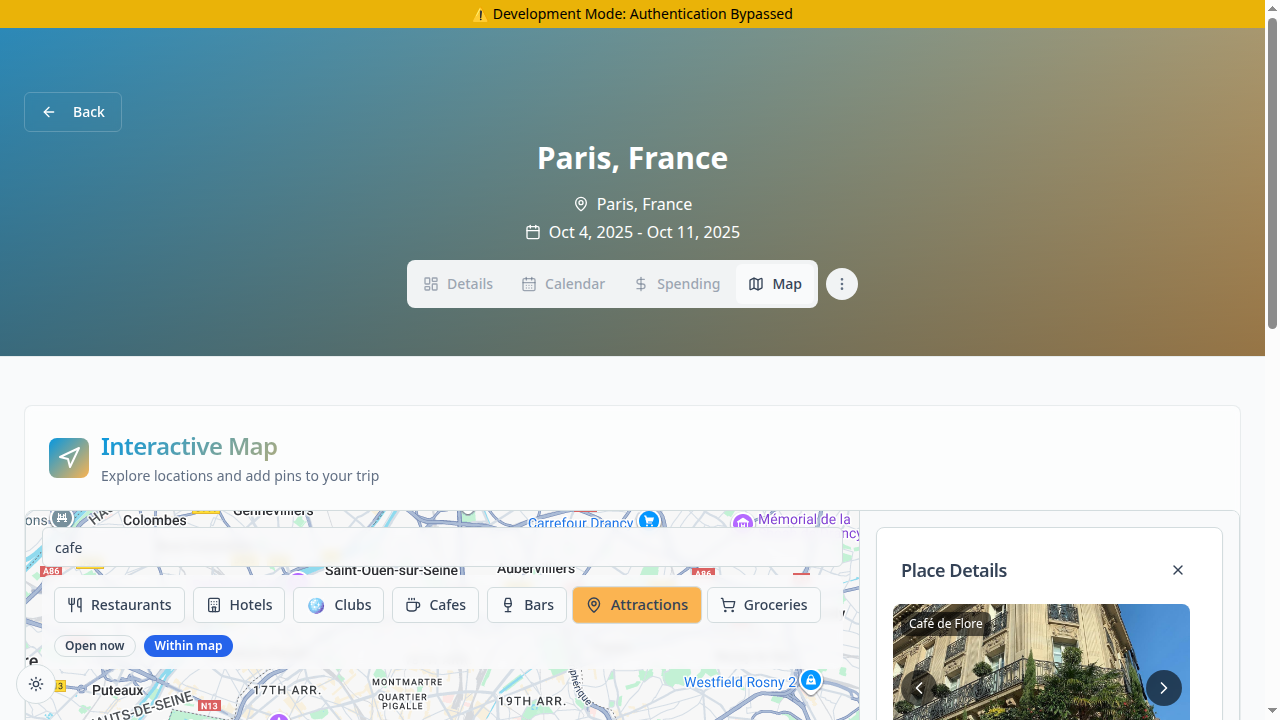 ⚠️ Development Mode: Authentication Bypassed
Back
Paris, France
Paris, France
Oct 4, 2025 - Oct 11, 2025
Details
Calendar
Spending
Map
Interactive Map
Explore locations and add pins to your trip
Colombes
Gennevilliers
Carrefour Drancy
Mémorial de la
cafe
A86
Saint-Ouen-sur-Seine
Aubervilliers
A86
Place Details
Restaurants
Hotels
Clubs
Cafes
Bars
Attractions
Groceries
Café de Flore
Open now
Within map
Puteaux
17TH ARR.
MONTMARTRE
QUARTIER
PIGALLE
19TH ARR.
Westfield Rosny 2
N13
HAUTS-DE-SEINE